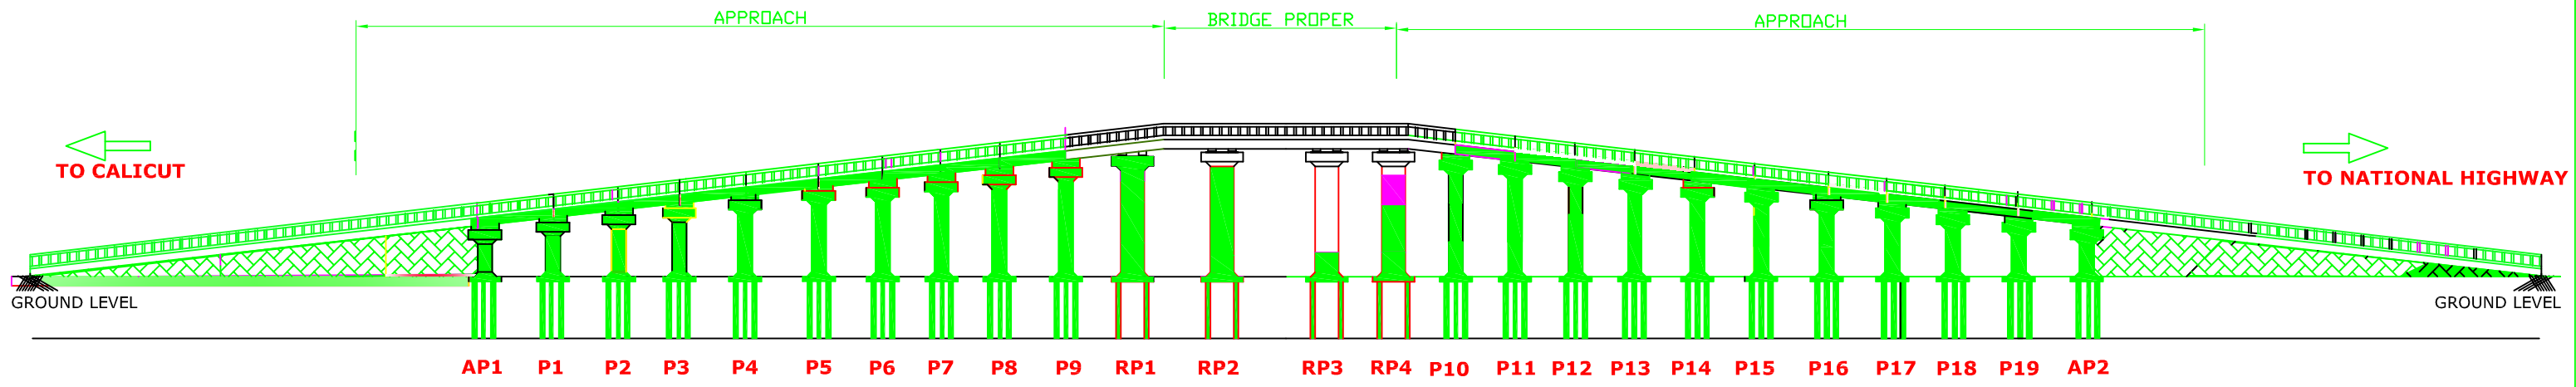 APPROACH
BRIDGE PROPER
APPROACH
TO CALICUT
TO NATIONAL HIGHWAY
GROUND LEVEL
GROUND LEVEL
AP1 P1 P2 P3 P4 P5 P6 P7 P8 P9 RP1 RP2 RP3 RP4 P10 P11 P12 P13 P14 P15 P16 P17 P18 P19 AP2